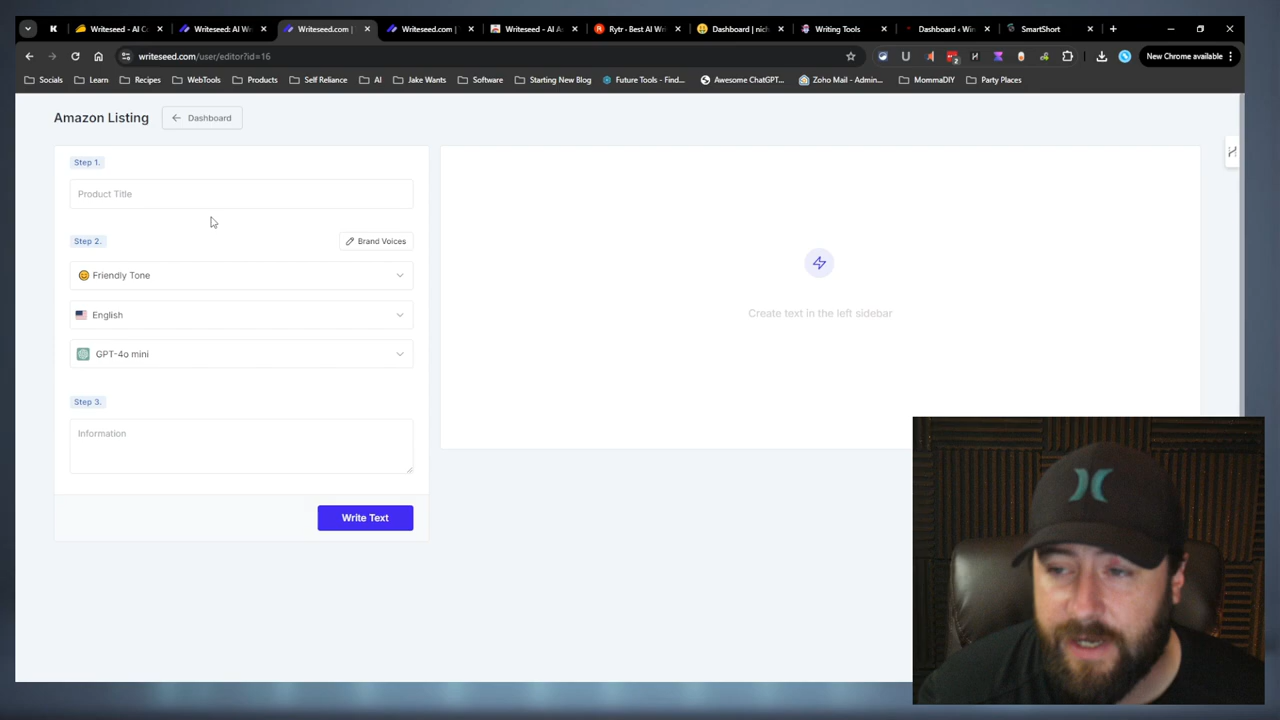 K
Writeseed – AI C
Writeseed: AI W
Writeseed.com |
Writeseed.com |
Writeseed – AI A
Rytr - Best AI Wri
Dashboard | nich
Writing Tools
Dashboard ‹ Win
SmartShort
writeseed.com/user/editor?id=16
New Chrome available
Socials
Learn
Recipes
WebTools
Products
Self Reliance
AI
Jake Wants
Software
Starting New Blog
Future Tools - Find...
Awesome ChatGPT...
Zoho Mail - Admin...
MommaDIY
Party Places
Amazon Listing
Dashboard
Step 1.
Product Title
Step 2.
Brand Voices
Friendly Tone
English
GPT-4o mini
Step 3.
Information
Write Text
Create text in the left sidebar